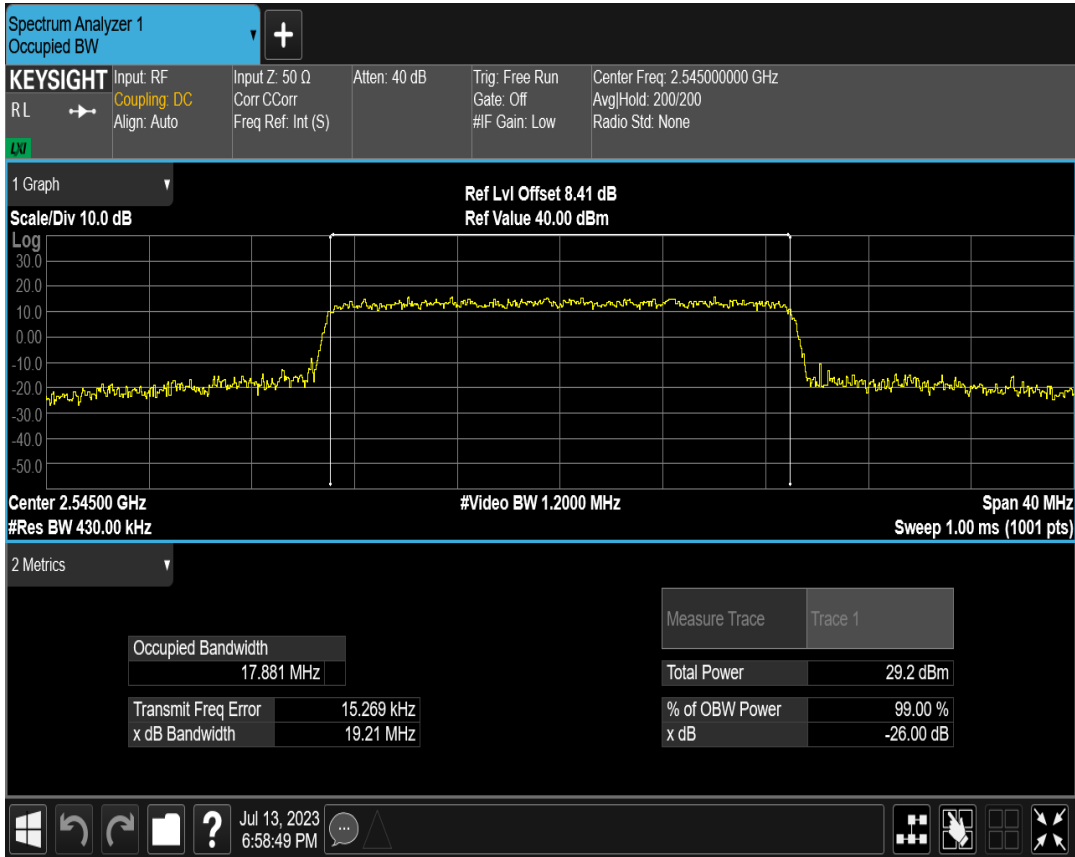 Spectrum Analyzer 1
Occupied BW
+
KEYSIGHT
RL
LXI
Input: RF
Coupling: DC
Align: Auto
Input Z: 50 Ω
Corr CCorr
Freq Ref: Int (S)
Atten: 40 dB
Trig: Free Run
Gate: Off
#IF Gain: Low
Center Freq: 2.545000000 GHz
Avg|Hold: 200/200
Radio Std: None
1 Graph
Scale/Div 10.0 dB
Ref Lvl Offset 8.41 dB
Ref Value 40.00 dBm
Log
30.0
20.0
10.0
0.00
-10.0
-20.0
-30.0
-40.0
-50.0
Center 2.54500 GHz
#Video BW 1.2000 MHz
Span 40 MHz
#Res BW 430.00 kHz
Sweep 1.00 ms (1001 pts)
2 Metrics
Measure Trace Trace 1
Occupied Bandwidth
17.881 MHz
Total Power 29.2 dBm
Transmit Freq Error 15.269 kHz
% of OBW Power 99.00 %
x dB Bandwidth 19.21 MHz
x dB -26.00 dB
?
Jul 13, 2023
6:58:49 PM